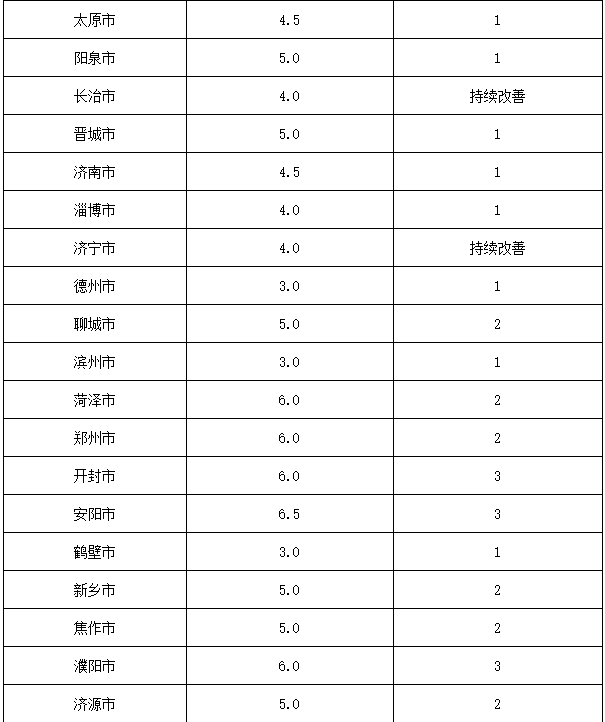 太原市 4.5 1
阳泉市 5.0 1
长治市 4.0 持续改善
晋城市 5.0 1
济南市 4.5 1
淄博市 4.0 1
济宁市 4.0 持续改善
德州市 3.0 1
聊城市 5.0 2
滨州市 3.0 1
菏泽市 6.0 2
郑州市 6.0 2
开封市 6.0 3
安阳市 6.5 3
鹤壁市 3.0 1
新乡市 5.0 2
焦作市 5.0 2
濮阳市 6.0 3
济源市 5.0 2